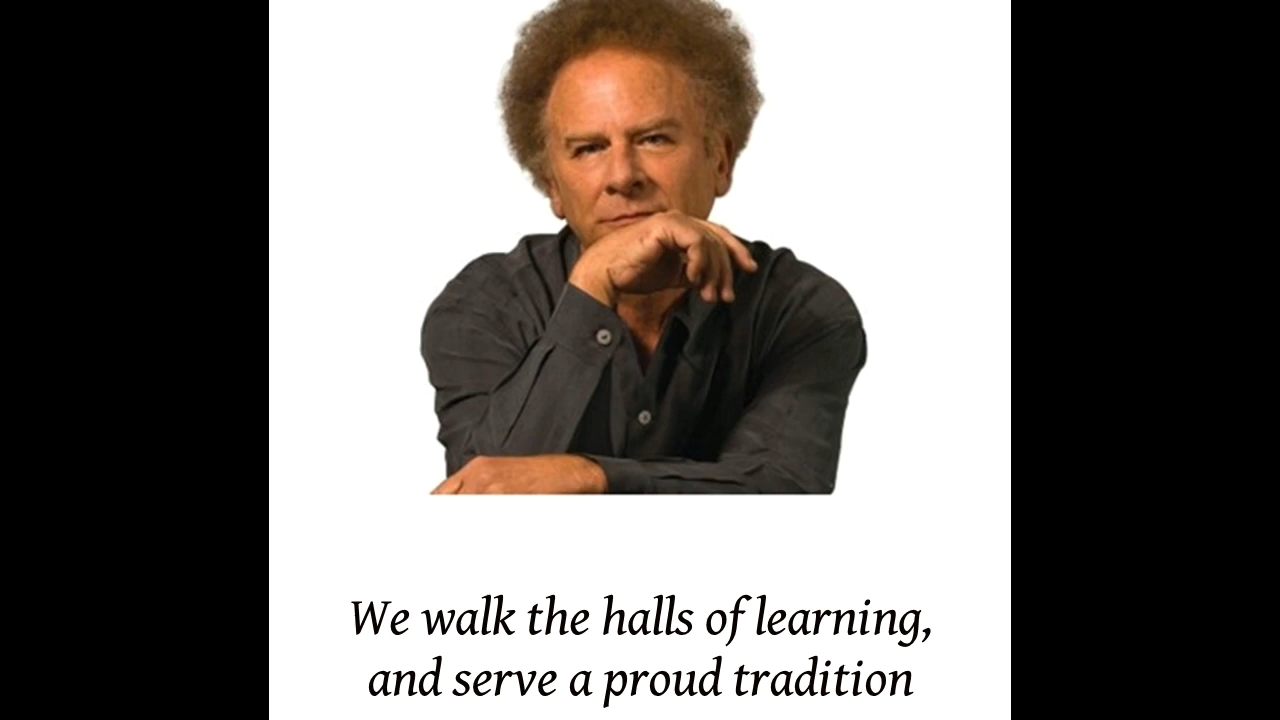 We walk the halls of learning,
and serve a proud tradition